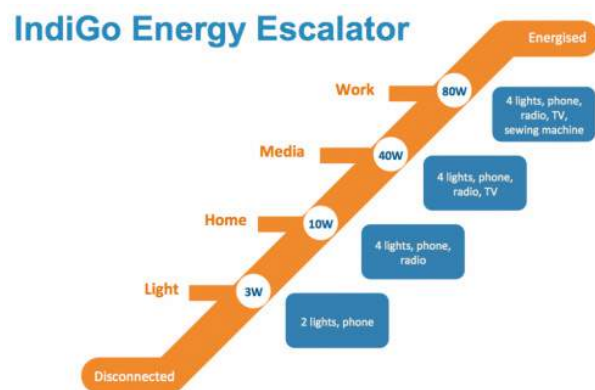 IndiGo Energy Escalator
Energised
Work
80W
4 lights, phone,
radio, TV,
sewing machine
Media
40W
4 lights, phone,
radio, TV
Home
10W
4 lights, phone,
radio
Light
3W
2 lights, phone
Disconnected